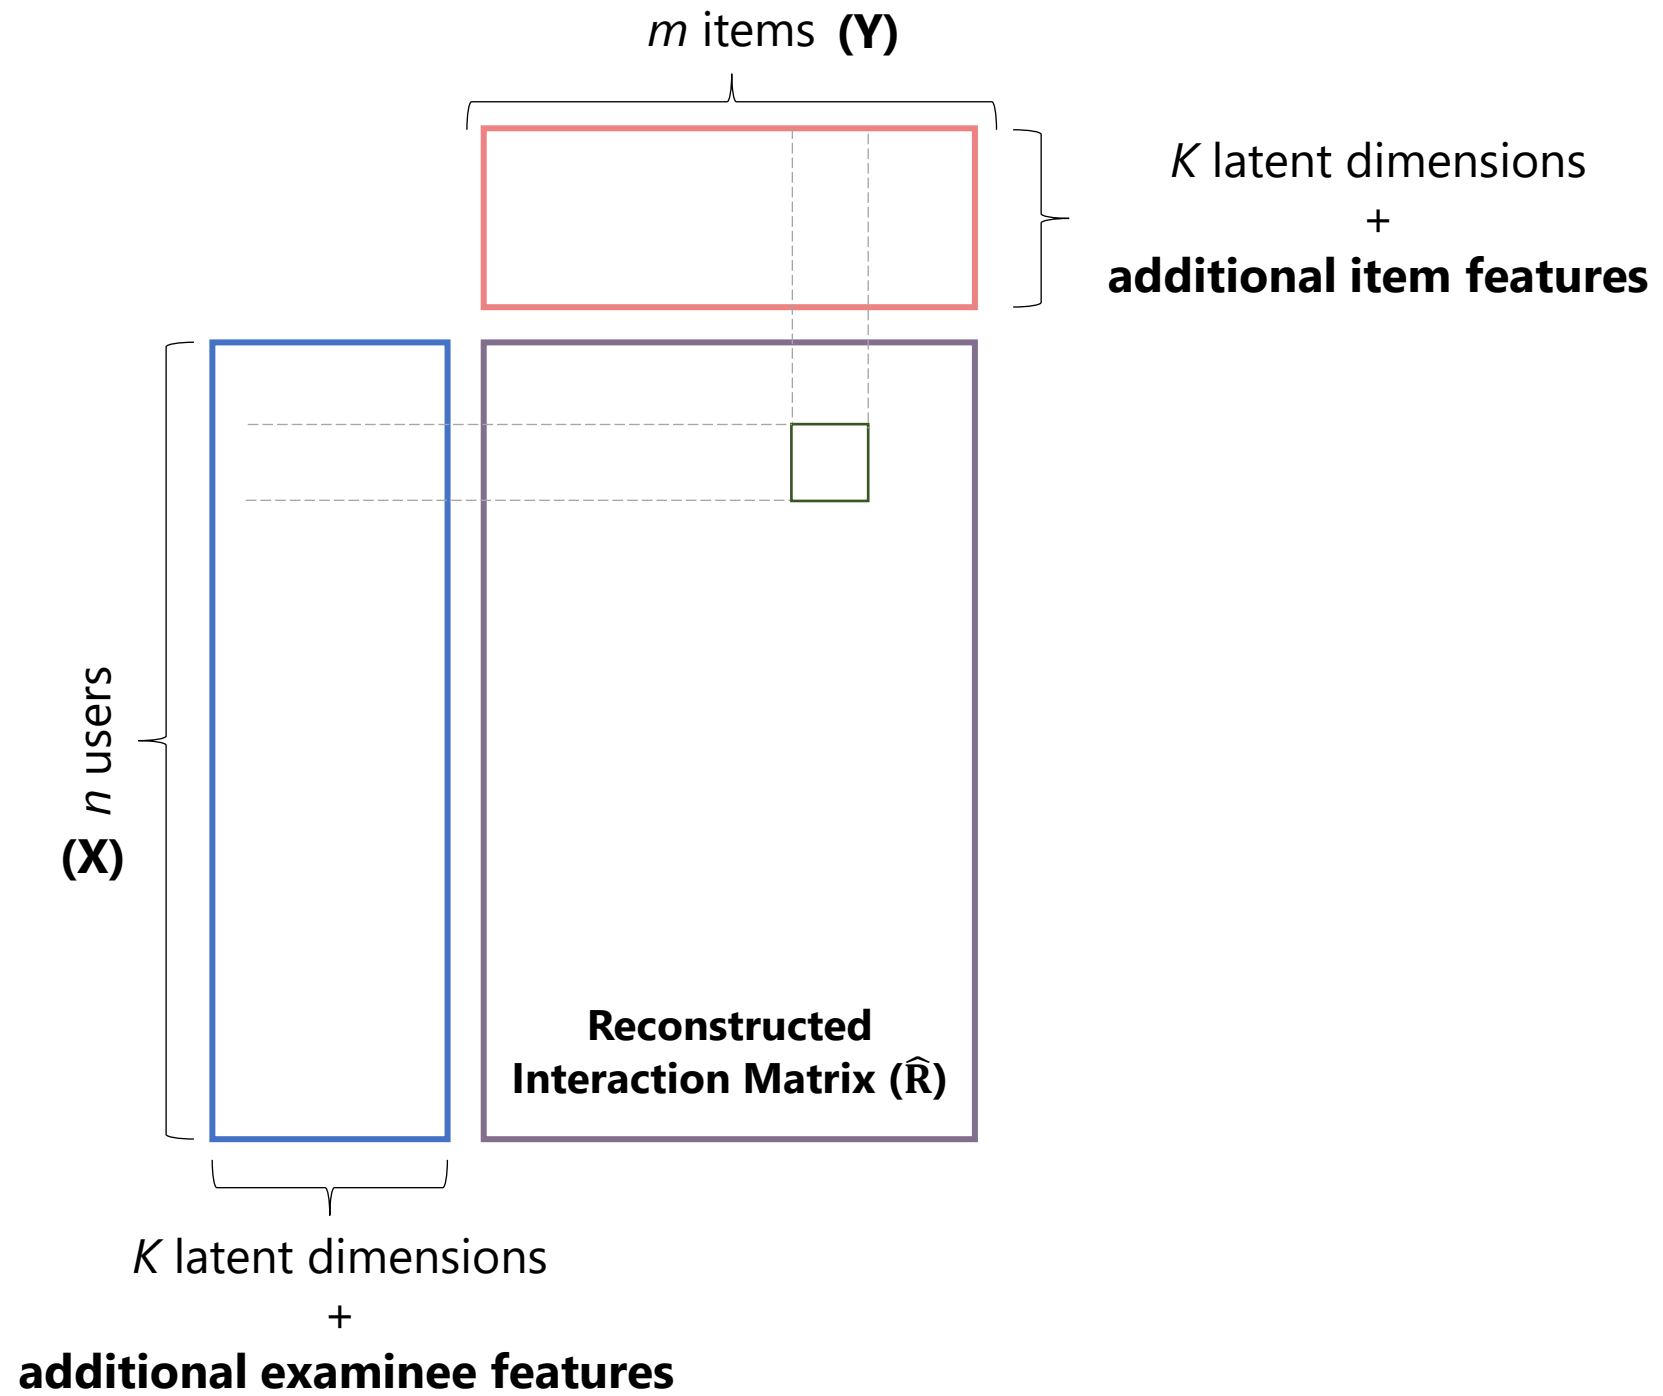 m items (Y)
K latent dimensions
+
additional item features
n users
(X)
Reconstructed
Interaction Matrix (R̂)
K latent dimensions
+
additional examinee features